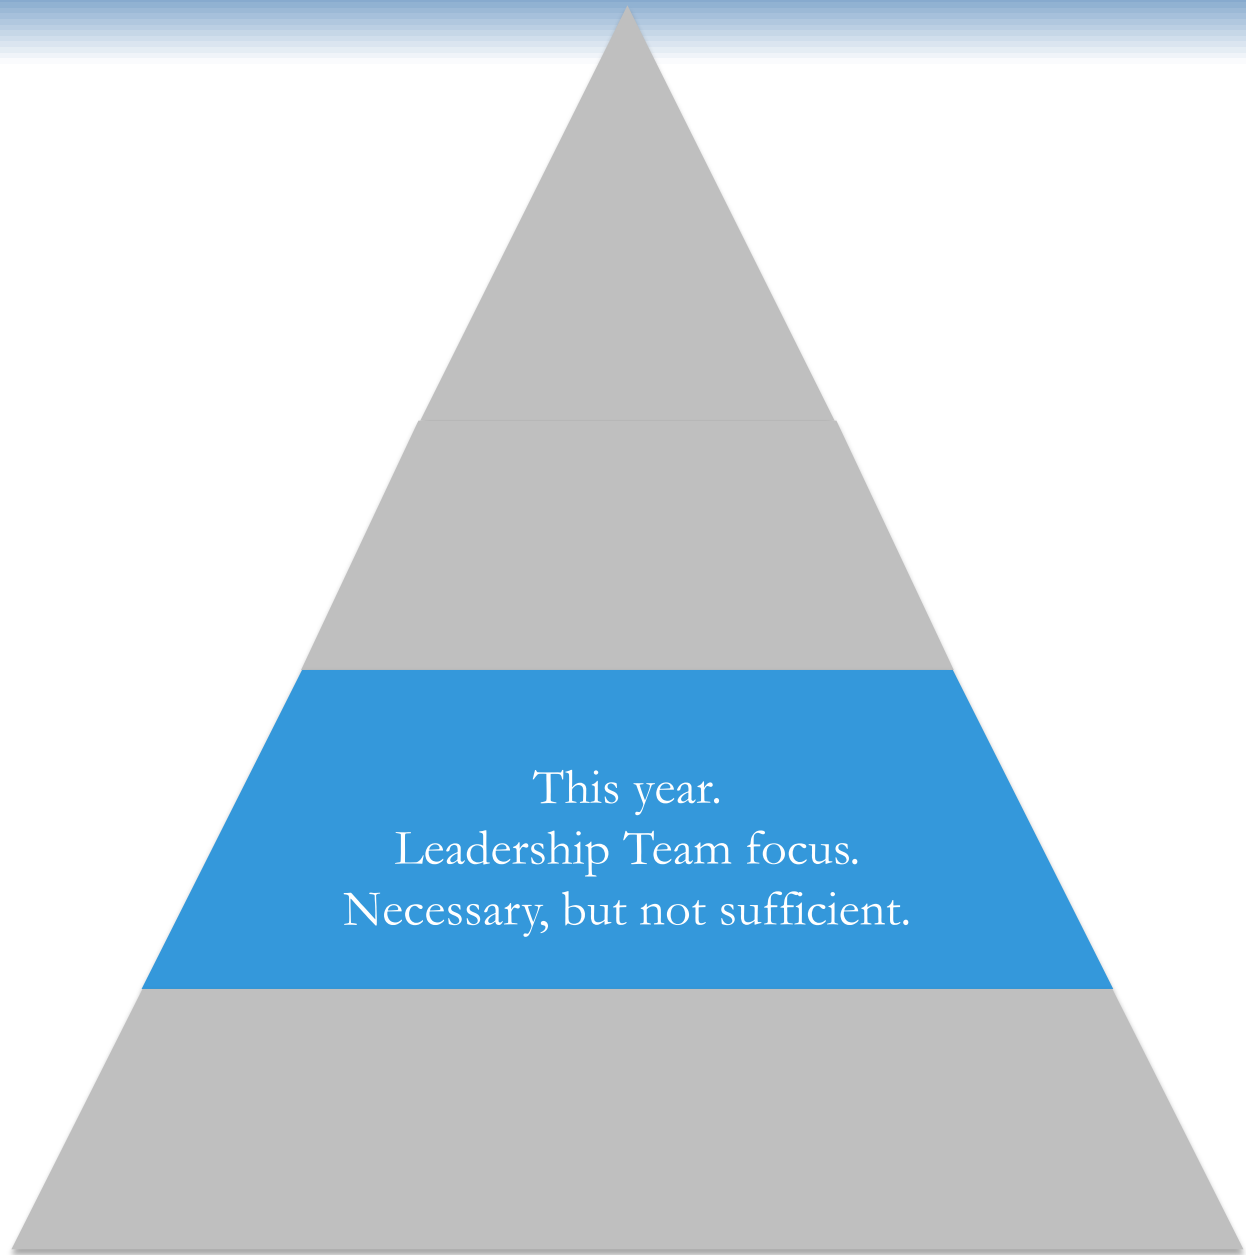 This year.
Leadership Team focus.
Necessary, but not sufficient.